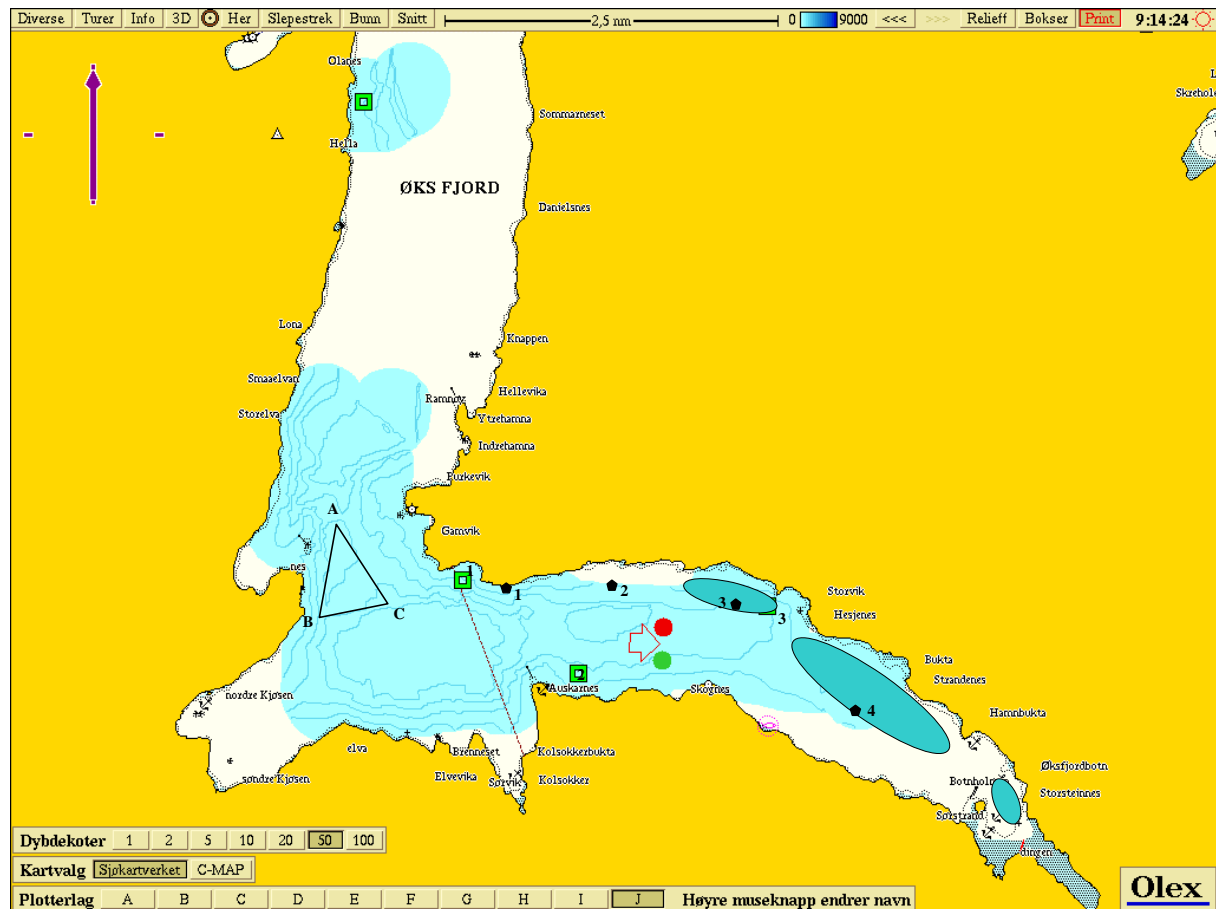 Diverse Turer Info 3D Her Slepestrek Bunn Snitt 2,5 nm 0 9000 <<< >>> Relieff Bokser Print 9:14:24
Olanes
Skrehole
Sommarneset
Hella
ØKS FJORD
Danielsnes
Lona
Knappen
Smaaelvan
Hellevika
Ramnøy
Storelva
Ytrehamna
Indrehamna
Purkevik
A
Gamvik
nes
1
1
2
3
3
Storvik
Hesjenes
B
C
Bukta
2
Strandenes
Auskarnes
Skognes
nordre Kjøsen
4
Hamnbukta
elva
Brenneset
Kolsokkerbukta
Øksfjordbotn
søndre Kjøsen
Elvevika
Sørvik
Kolsokker
Botnholm
Storsteinnes
Sørstrand
dingen
Dybdekoter 1 2 5 10 20 50 100
Kartvalg Sjøkartverket C-MAP
Plotterlag A B C D E F G H I J Høyre museknapp endrer navn
Olex